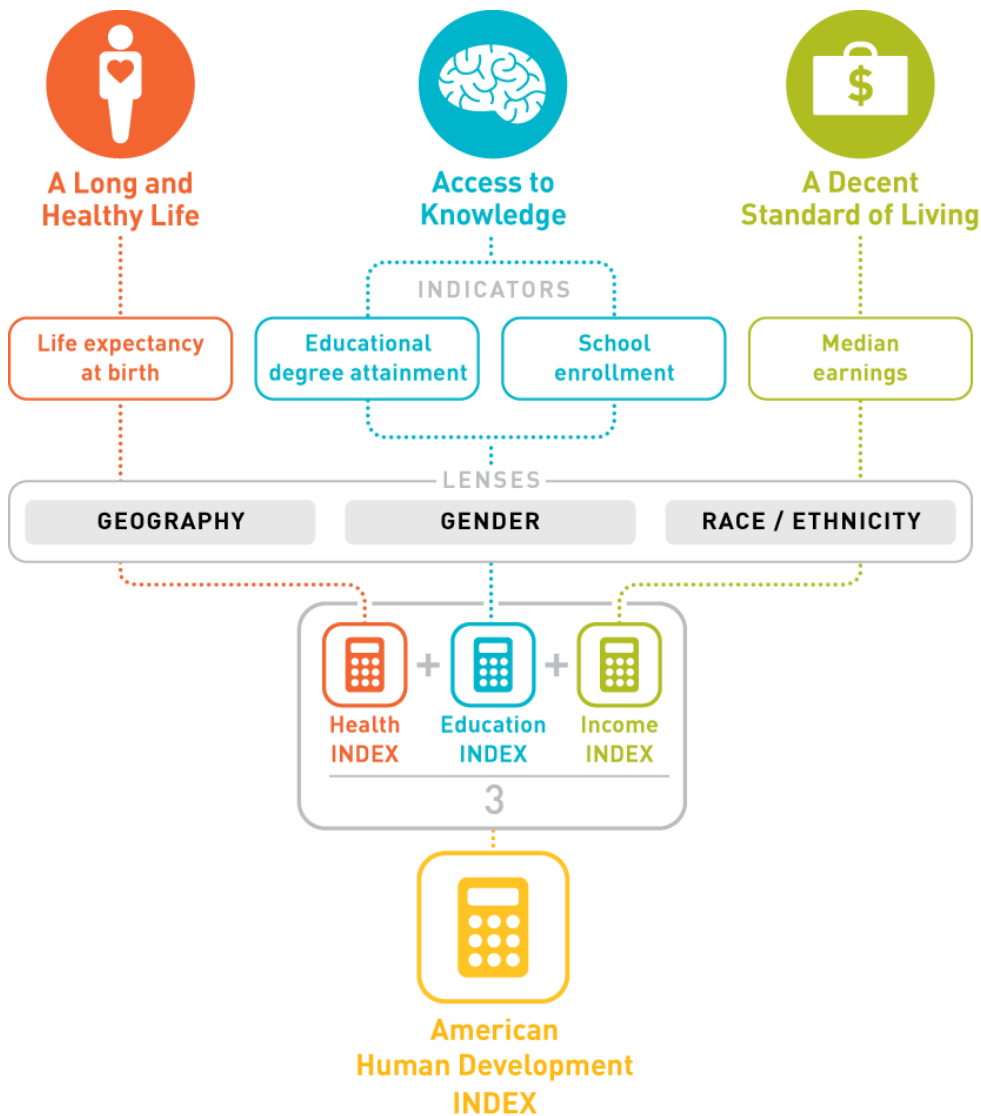 $
A Long and
Healthy Life
Access to
Knowledge
A Decent
Standard of Living
INDICATORS
Life expectancy
at birth
Educational
degree attainment
School
enrollment
Median
earnings
LENSES
GEOGRAPHY
GENDER
RACE / ETHNICITY
+ +
Health
INDEX
Education
INDEX
Income
INDEX
3
American
Human Development
INDEX